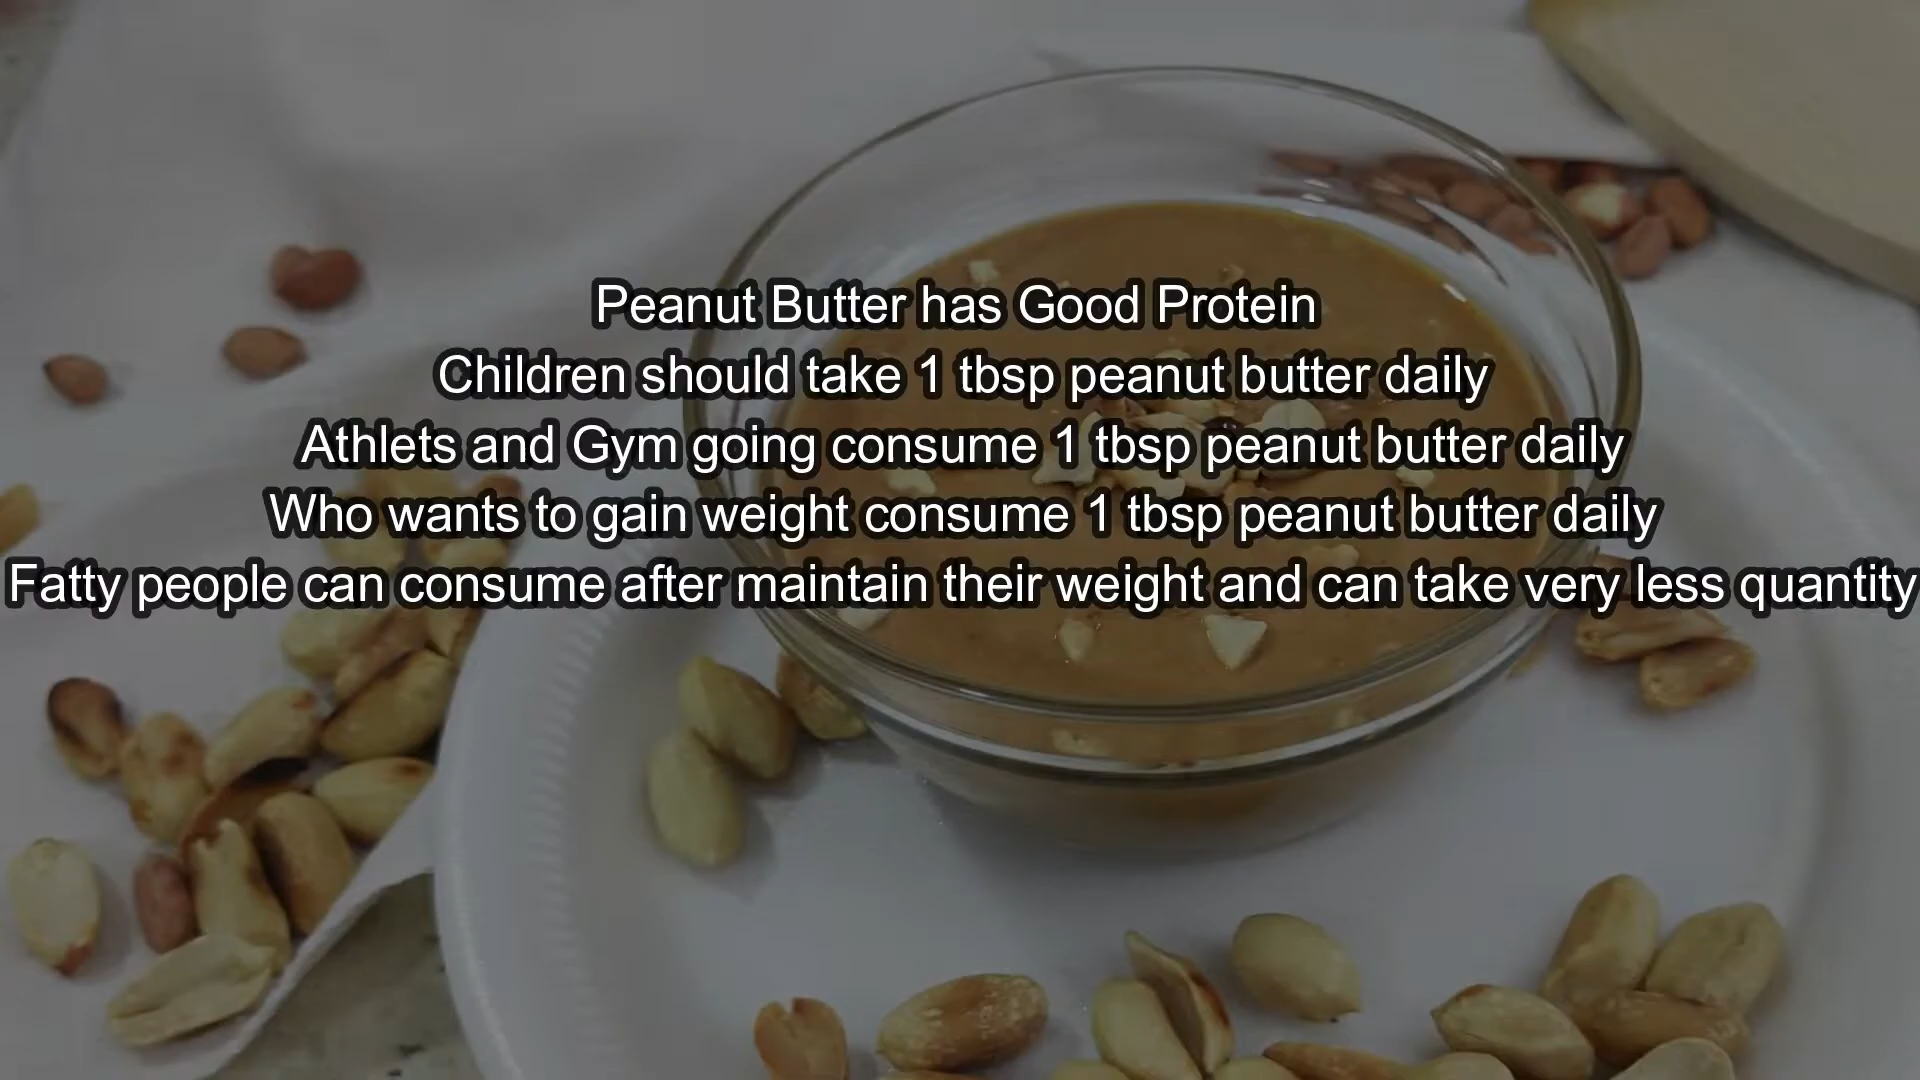 Peanut Butter has Good Protein
Children should take 1 tbsp peanut butter daily
Athlets and Gym going consume 1 tbsp peanut butter daily
Who wants to gain weight consume 1 tbsp peanut butter daily
Fatty people can consume after maintain their weight and can take very less quantity